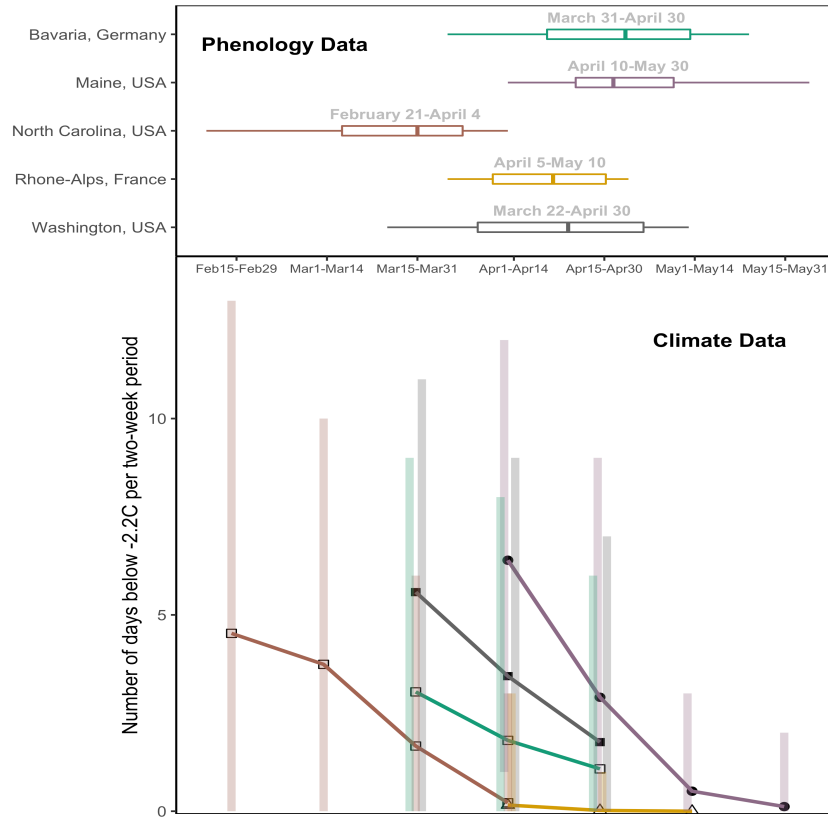 March 31-April 30
Bavaria, Germany
Phenology Data
April 10-May 30
Maine, USA
February 21-April 4
North Carolina, USA
April 5-May 10
Rhone-Alps, France
March 22-April 30
Washington, USA
Feb15-Feb29 Mar1-Mar14 Mar15-Mar31 Apr1-Apr14 Apr15-Apr30 May1-May14 May15-May31
Climate Data
Number of days below -2.2C per two-week period
10
5
0